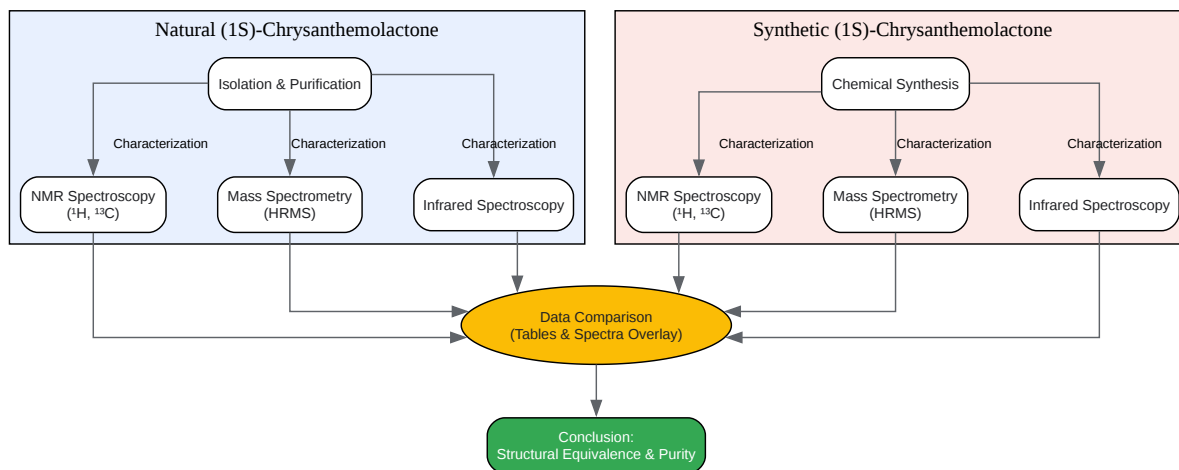 Natural (1S)-Chrysanthemolactone
Isolation & Purification
Characterization
Characterization
Characterization
NMR Spectroscopy
(¹H, ¹³C)
Mass Spectrometry
(HRMS)
Infrared Spectroscopy
Synthetic (1S)-Chrysanthemolactone
Chemical Synthesis
Characterization
Characterization
Characterization
NMR Spectroscopy
(¹H, ¹³C)
Mass Spectrometry
(HRMS)
Infrared Spectroscopy
Data Comparison
(Tables & Spectra Overlay)
Conclusion:
Structural Equivalence & Purity